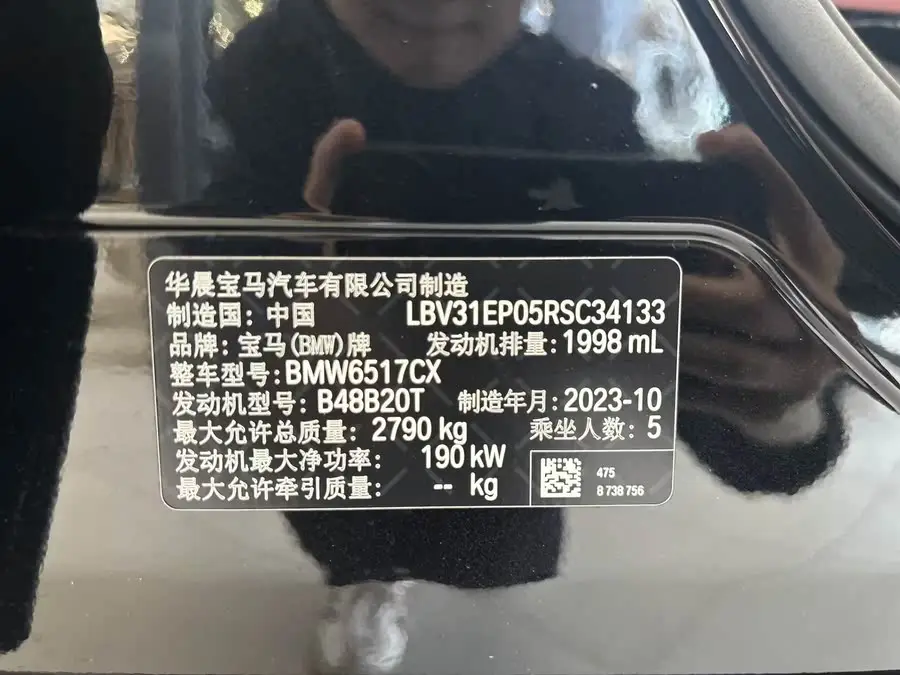 华晨宝马汽车有限公司制造
制造国：中国 LBV31EP05RSC34133
品牌：宝马(BMW)牌 发动机排量：1998 mL
整车型号：BMW6517CX
发动机型号：B48B20T 制造年月：2023-10
最大允许总质量：2790 kg 乘坐人数：5
发动机最大净功率：190 kW
最大允许牵引质量：-- kg
475
8 738 756